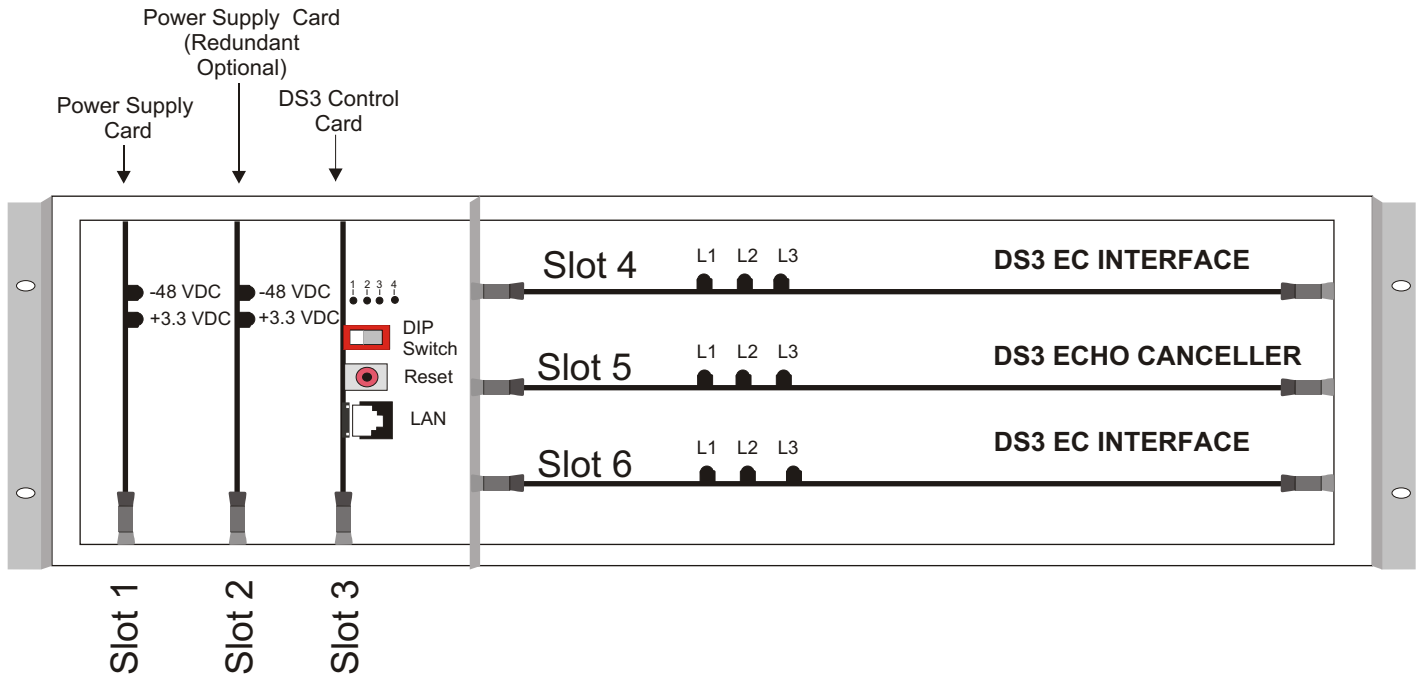 Power Supply Card
(Redundant
Optional)
Power Supply
Card
DS3 Control
Card
-48 VDC
+3.3 VDC
-48 VDC
+3.3 VDC
1 2 3 4
DIP
Switch
Reset
LAN
Slot 4
L1 L2 L3
DS3 EC INTERFACE
Slot 5
L1 L2 L3
DS3 ECHO CANCELLER
Slot 6
L1 L2 L3
DS3 EC INTERFACE
Slot 1
Slot 2
Slot 3